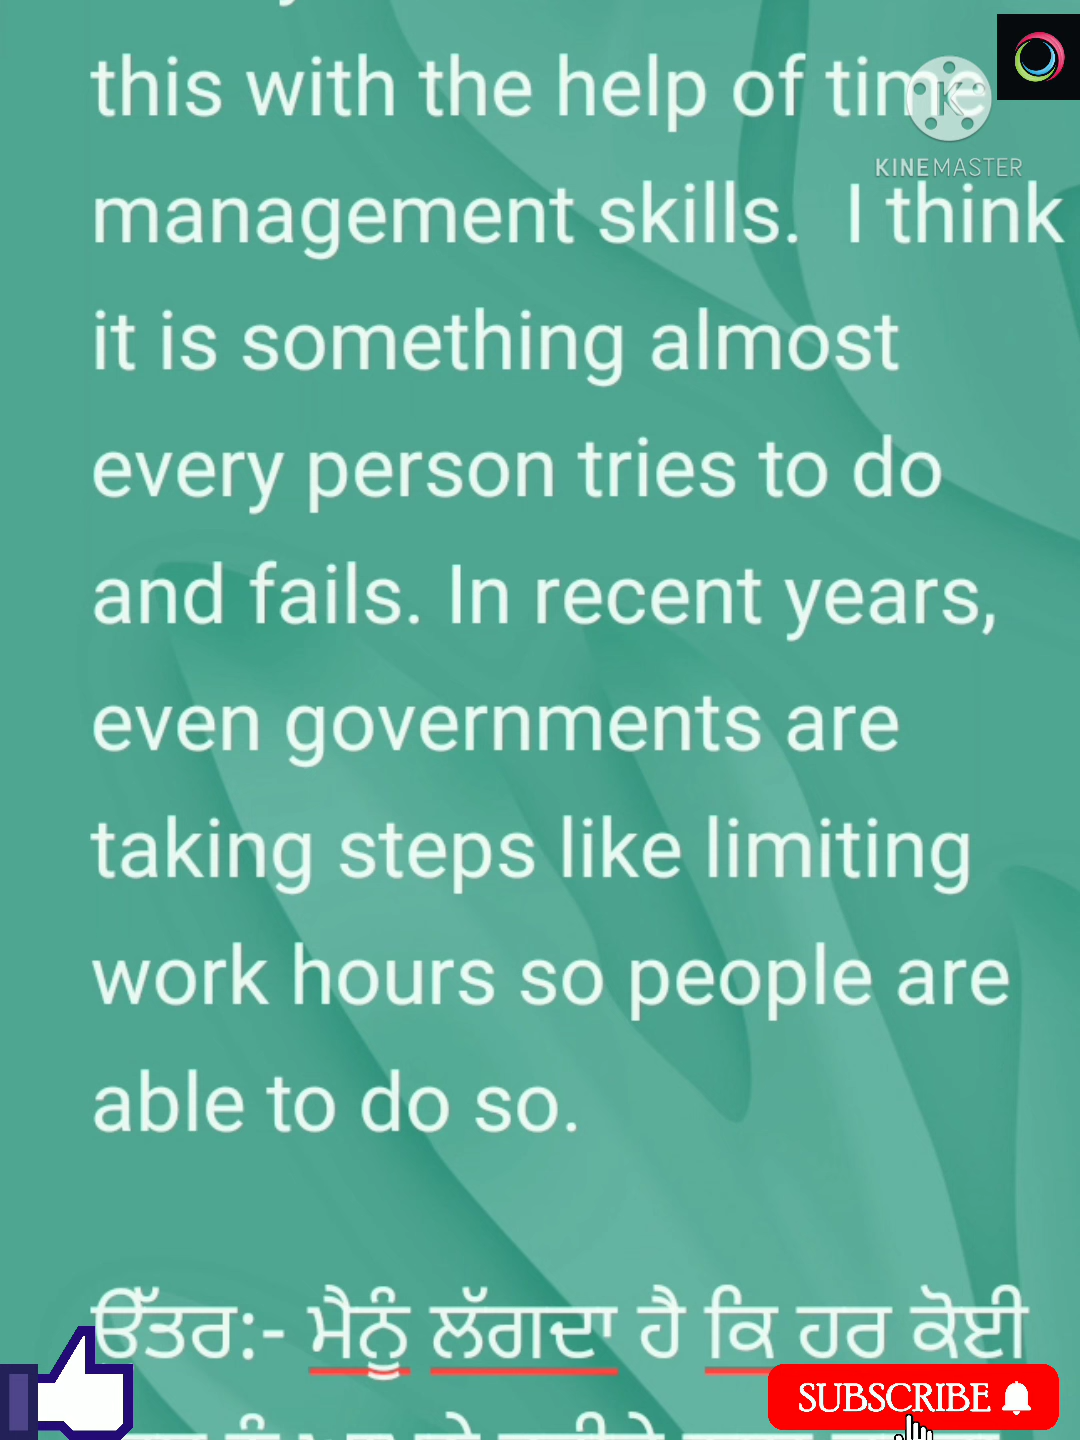 this with the help of time
KINEMASTER
management skills. I think
it is something almost
every person tries to do
and fails. In recent years,
even governments are
taking steps like limiting
work hours so people are
able to do so.
ਉੱਤਰ:- ਮੈਨੂੰ ਲੱਗਦਾ ਹੈ ਕਿ ਹਰ ਕੋਈ
SUBSCRIBE